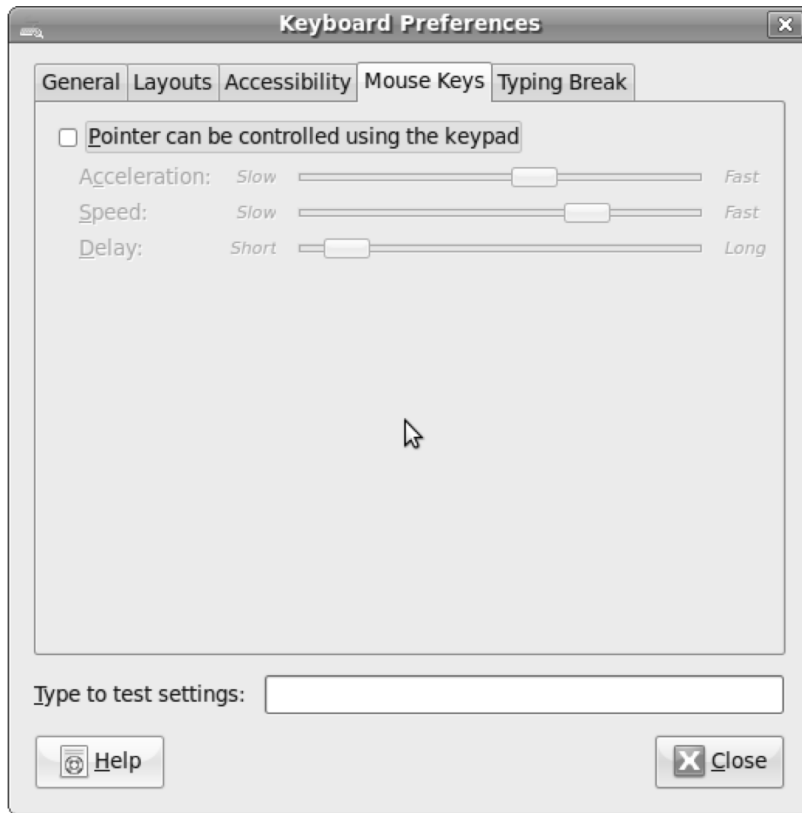 Keyboard Preferences
General Layouts Accessibility Mouse Keys Typing Break
Pointer can be controlled using the keypad
Acceleration: Slow Fast
Speed: Slow Fast
Delay: Short Long
Type to test settings:
Help Close